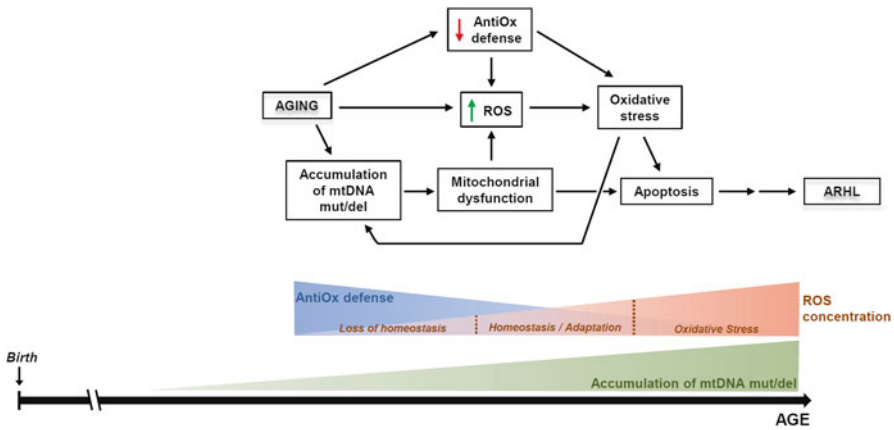 AntiOx
defense
AGING
ROS
Oxidative
stress
Accumulation
of mtDNA
mut/del
Mitochondrial
dysfunction
Apoptosis
ARHL
AntiOx defense
ROS
concentration
Loss of homeostasis
Homeostasis / Adaptation
Oxidative Stress
Birth
Accumulation of mtDNA mut/del
AGE